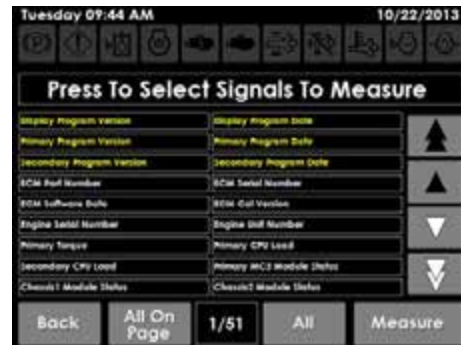 Tuesday 09:44 AM 10/22/2013
Press To Select Signals To Measure
Display Program Version Display Program Date
Primary Program Version Primary Program Date
Secondary Program Version Secondary Program Date
ECM Part Number ECM Serial Number
ECM Software Date ECM Cal Version
Engine Serial Number Engine Unit Number
Primary Torque Primary CPU Load
Secondary CPU Load Primary MC3 Module Status
Chassis1 Module Status Chassis2 Module Status
Back All On Page 1/51 All Measure